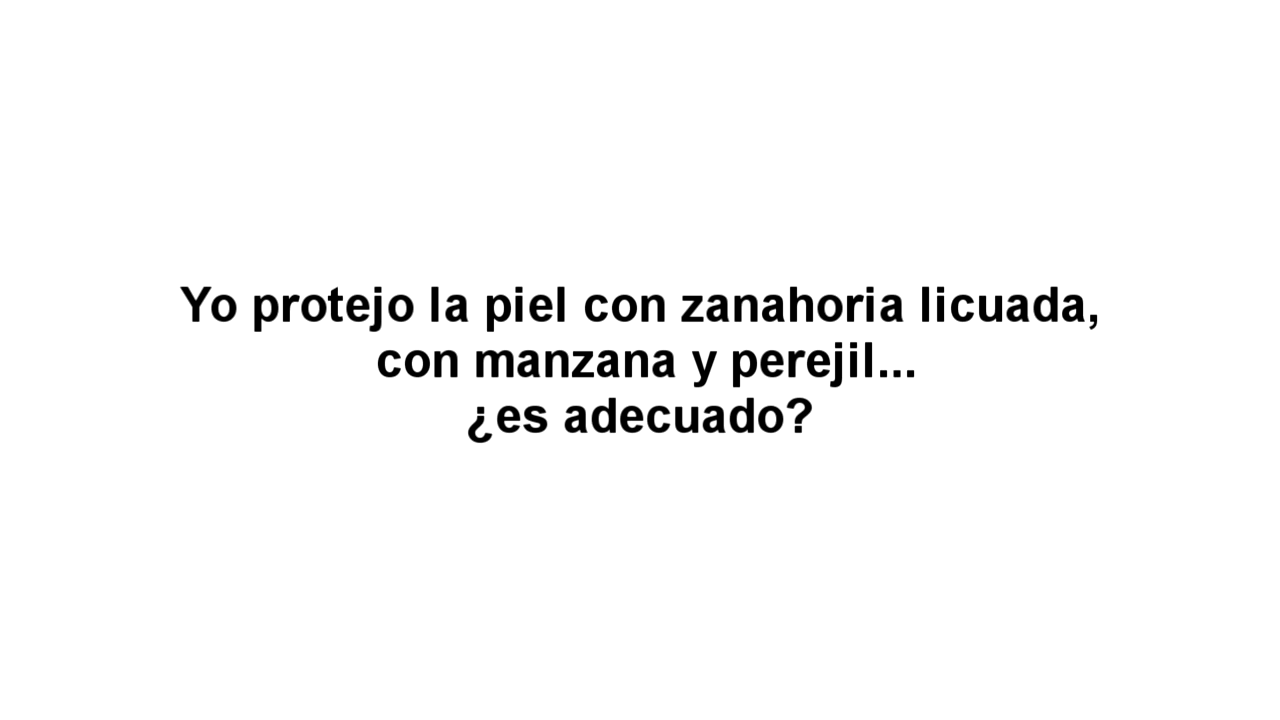 Yo protejo la piel con zanahoria licuada,
con manzana y perejil...
¿es adecuado?